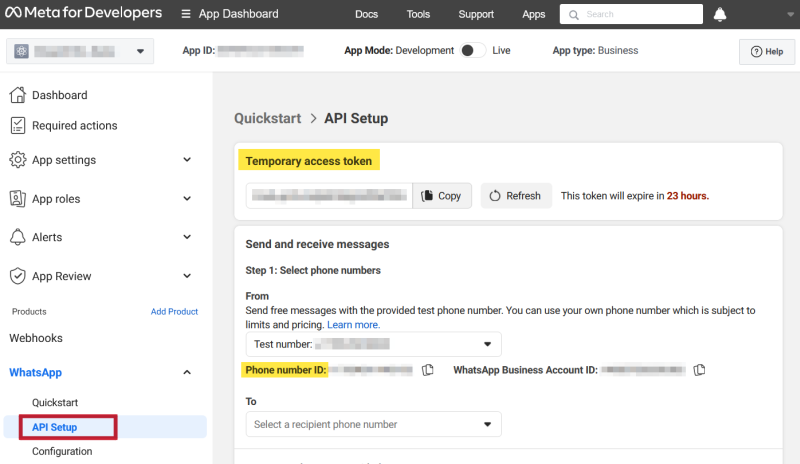 Meta for Developers
App Dashboard
Docs
Tools
Support
Apps
Search
App ID:
App Mode: Development
Live
App type: Business
Help
Dashboard
Required actions
App settings
App roles
Alerts
App Review
Products
Add Product
Webhooks
WhatsApp
Quickstart
API Setup
Configuration
Quickstart > API Setup
Temporary access token
Copy
Refresh
This token will expire in 23 hours.
Send and receive messages
Step 1: Select phone numbers
From
Send free messages with the provided test phone number. You can use your own phone number which is subject to
limits and pricing. Learn more.
Test number:
Phone number ID:
WhatsApp Business Account ID:
To
Select a recipient phone number